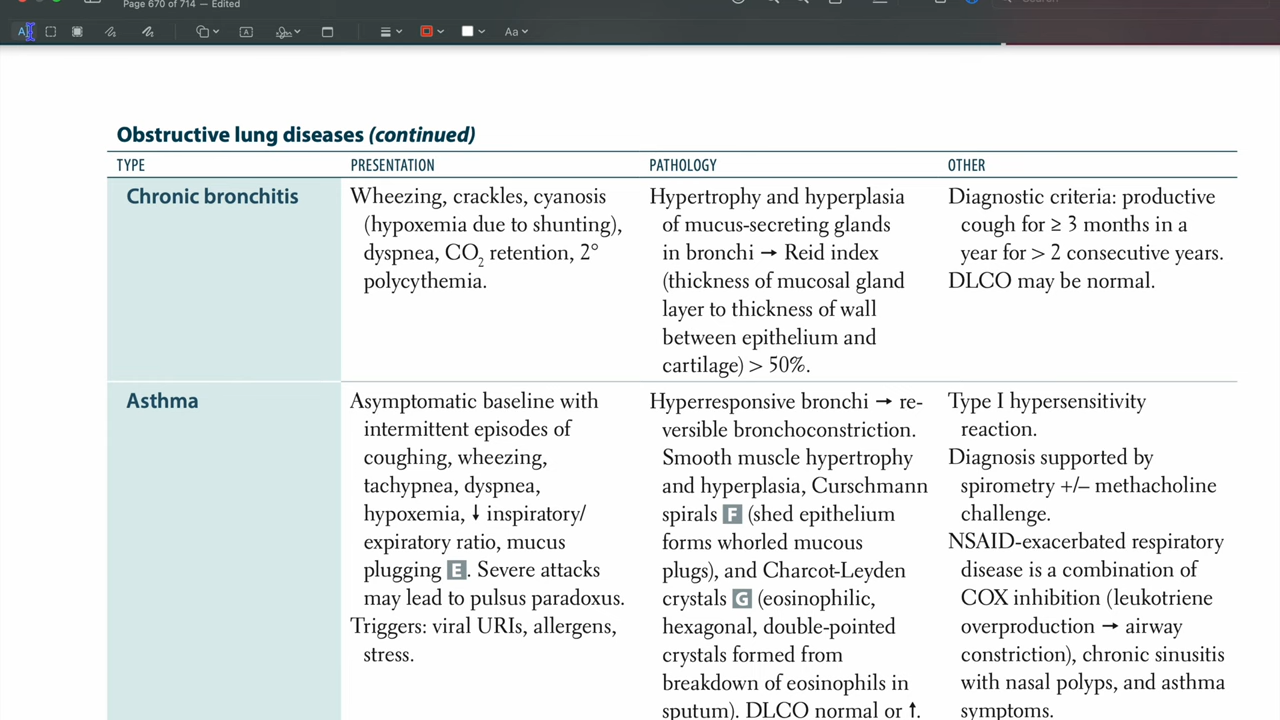 Page 670 of 714 — Edited
Search
A
Aa
Obstructive lung diseases (continued)
TYPE
PRESENTATION
PATHOLOGY
OTHER
Chronic bronchitis
Wheezing, crackles, cyanosis
(hypoxemia due to shunting),
dyspnea, CO2 retention, 2°
polycythemia.
Hypertrophy and hyperplasia
of mucus-secreting glands
in bronchi → Reid index
(thickness of mucosal gland
layer to thickness of wall
between epithelium and
cartilage) > 50%.
Diagnostic criteria: productive
cough for ≥ 3 months in a
year for > 2 consecutive years.
DLCO may be normal.
Asthma
Asymptomatic baseline with
intermittent episodes of
coughing, wheezing,
tachypnea, dyspnea,
hypoxemia, ↓ inspiratory/
expiratory ratio, mucus
plugging E. Severe attacks
may lead to pulsus paradoxus.
Triggers: viral URIs, allergens,
stress.
Hyperresponsive bronchi → re-
versible bronchoconstriction.
Smooth muscle hypertrophy
and hyperplasia, Curschmann
spirals F (shed epithelium
forms whorled mucous
plugs), and Charcot-Leyden
crystals G (eosinophilic,
hexagonal, double-pointed
crystals formed from
breakdown of eosinophils in
sputum). DLCO normal or ↑.
Type I hypersensitivity
reaction.
Diagnosis supported by
spirometry +/– methacholine
challenge.
NSAID-exacerbated respiratory
disease is a combination of
COX inhibition (leukotriene
overproduction → airway
constriction), chronic sinusitis
with nasal polyps, and asthma
symptoms.